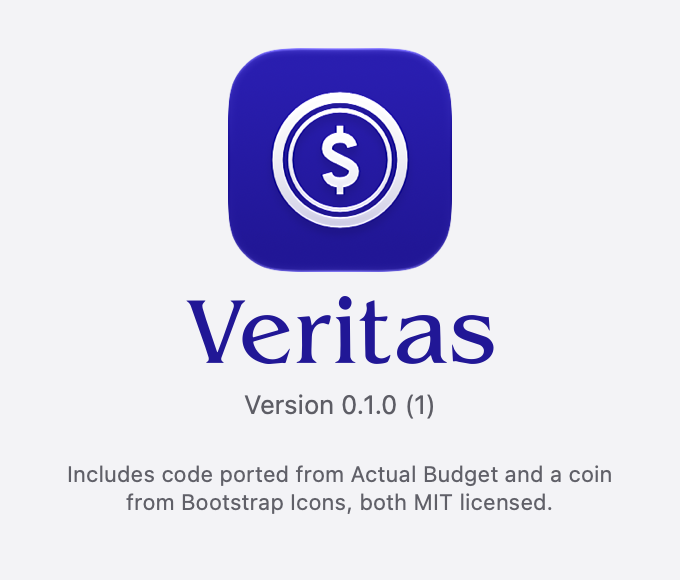 $
Veritas
Version 0.1.0 (1)
Includes code ported from Actual Budget and a coin
from Bootstrap Icons, both MIT licensed.